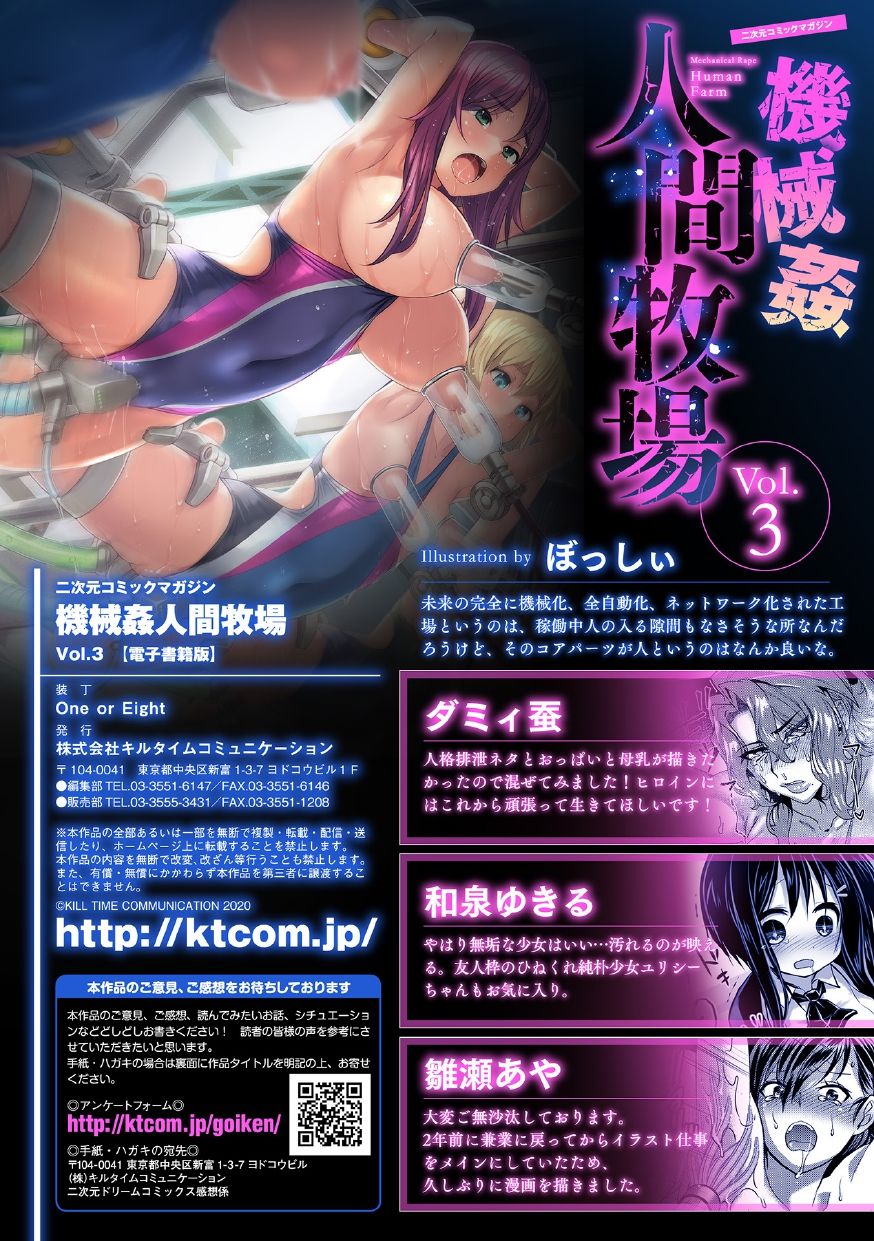 二次元コミックマガジン
機械姦
人間牧場
Mechanical Rape
Human
Farm
Vol.
3
Illustration by ぼっしぃ
未来の完全に機械化、全自動化、ネットワーク化された工
場というのは、稼働中人の入る隙間もなさそうな所なんだ
ろうけど、そのコアパーツが人というのはなんか良いな。
ダミィ蚕
人格排泄ネタとおっぱいと母乳が描きた
かったので混ぜてみました！ヒロインに
はこれから頑張って生きてほしいです！
和泉ゆきる
やはり無垢な少女はいい…汚れるのが映え
る。友人枠のひねくれ純朴少女ユリシー
ちゃんもお気に入り。
雛瀬あや
大変ご無沙汰しております。
2年前に兼業に戻ってからイラスト仕事
をメインにしていたため、
久しぶりに漫画を描きました。
二次元コミックマガジン
機械姦人間牧場
Vol.3 【電子書籍版】
装 丁
One or Eight
発 行
株式会社キルタイムコミュニケーション
〒104-0041 東京都中央区新富1-3-7 ヨドコウビル１Ｆ
●編集部 TEL.03-3551-6147／FAX.03-3551-6146
●販売部 TEL.03-3555-3431／FAX.03-3551-1208
※本作品の全部あるいは一部を無断で複製・転載・配信・送
信したり、ホームページ上に転載することを禁止します。
本作品の内容を無断で改変、改ざん等行うことも禁止します。
また、有償・無償にかかわらず本作品を第三者に譲渡するこ
とはできません。
©KILL TIME COMMUNICATION 2020
http://ktcom.jp/
本作品のご意見、ご感想をお待ちしております
本作品のご意見、ご感想、読んでみたいお話、シチュエーショ
ンなどどしどしお書きください！ 読者の皆様の声を参考にさ
せていただきたいと思います。
手紙・ハガキの場合は裏面に作品タイトルを明記の上、お寄せ
ください。
◎アンケートフォーム◎
http://ktcom.jp/goiken/
◎手紙・ハガキの宛先◎
〒104-0041 東京都中央区新富1-3-7 ヨドコウビル
(株)キルタイムコミュニケーション
二次元ドリームコミックス感想係